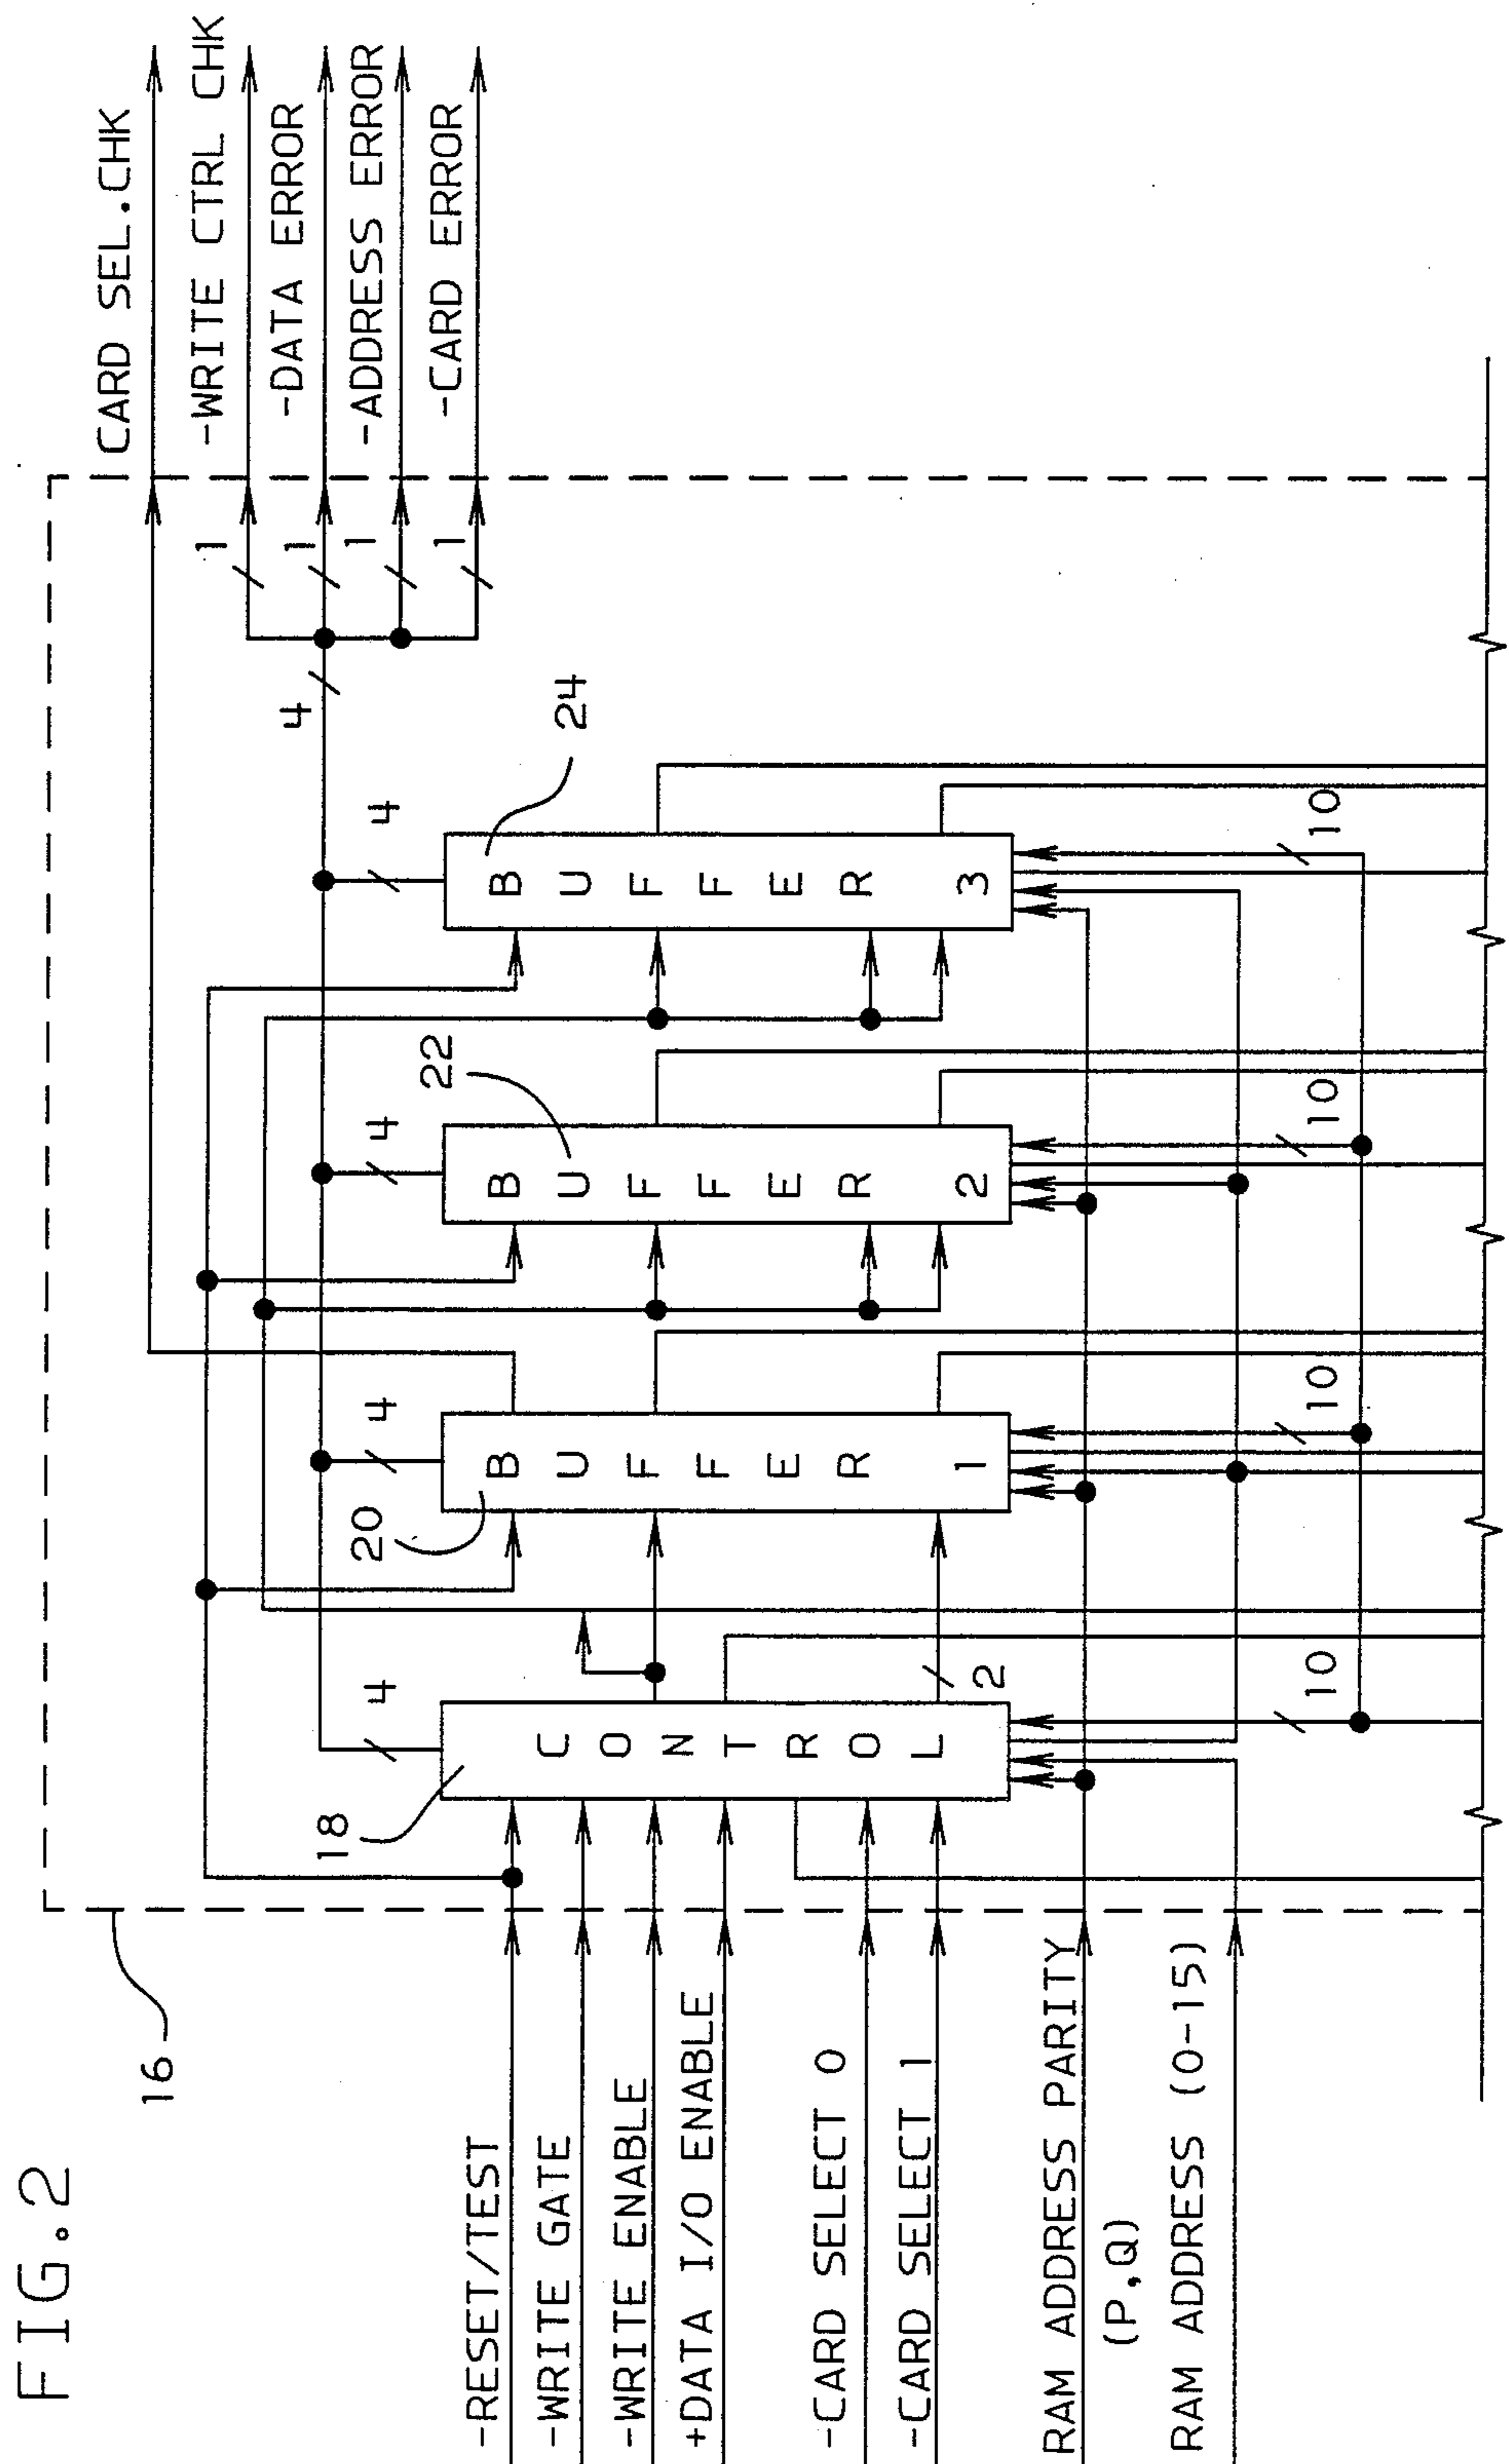 FIG.2
16
CARD SEL.CHK
-WRITE CTRL CHK
-DATA ERROR
-ADDRESS ERROR
-CARD ERROR
1
1
1
1
4
4
4
4
4
18
20
22
24
CONTROL
BUFFER 1
BUFFER 2
BUFFER 3
2
-RESET/TEST
-WRITE GATE
-WRITE ENABLE
+DATA I/O ENABLE
-CARD SELECT 0
-CARD SELECT 1
RAM ADDRESS PARITY
(P,Q)
RAM ADDRESS (0-15)
10
10
10
10